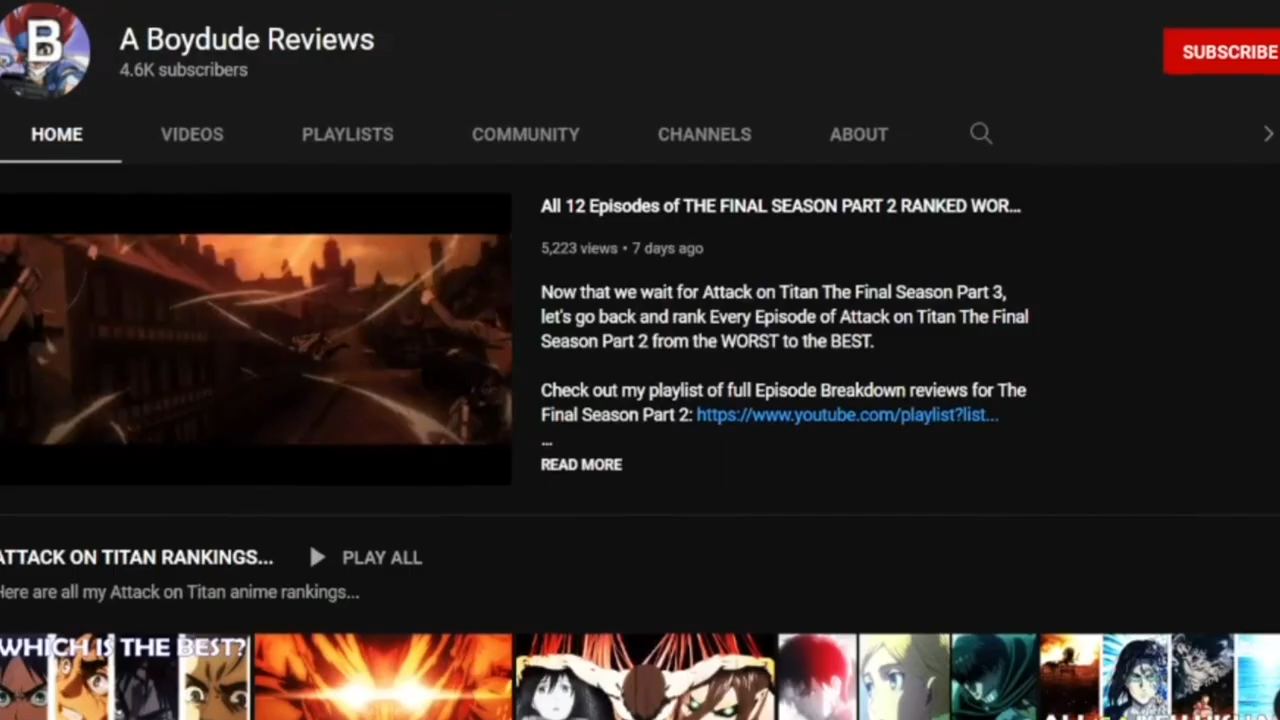 B
A Boydude Reviews
4.6K subscribers
SUBSCRIBE
HOME VIDEOS PLAYLISTS COMMUNITY CHANNELS ABOUT
All 12 Episodes of THE FINAL SEASON PART 2 RANKED WOR...
5,223 views • 7 days ago
Now that we wait for Attack on Titan The Final Season Part 3,
let's go back and rank Every Episode of Attack on Titan The Final
Season Part 2 from the WORST to the BEST.
Check out my playlist of full Episode Breakdown reviews for The
Final Season Part 2: https://www.youtube.com/playlist?list...
...
READ MORE
ATTACK ON TITAN RANKINGS... PLAY ALL
Here are all my Attack on Titan anime rankings...
WHICH IS THE BEST?